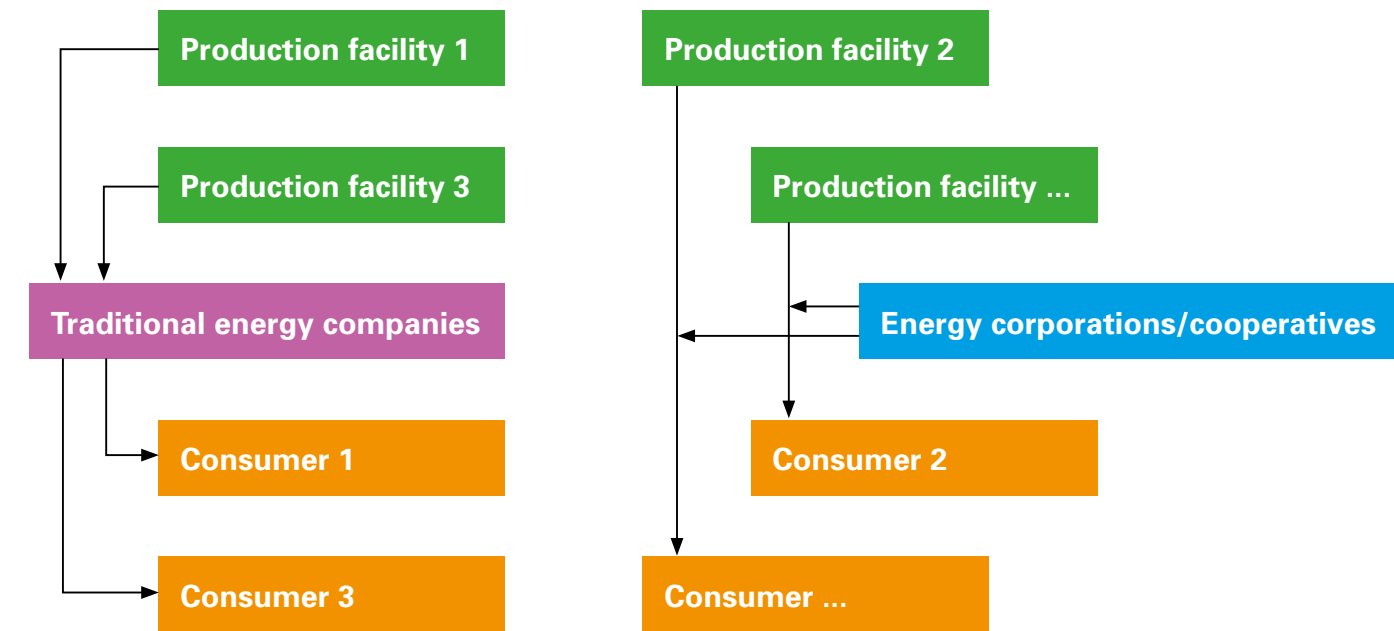 Production facility 1
Production facility 2
Production facility 3
Production facility ...
Traditional energy companies
Energy corporations/cooperatives
Consumer 1
Consumer 2
Consumer 3
Consumer ...